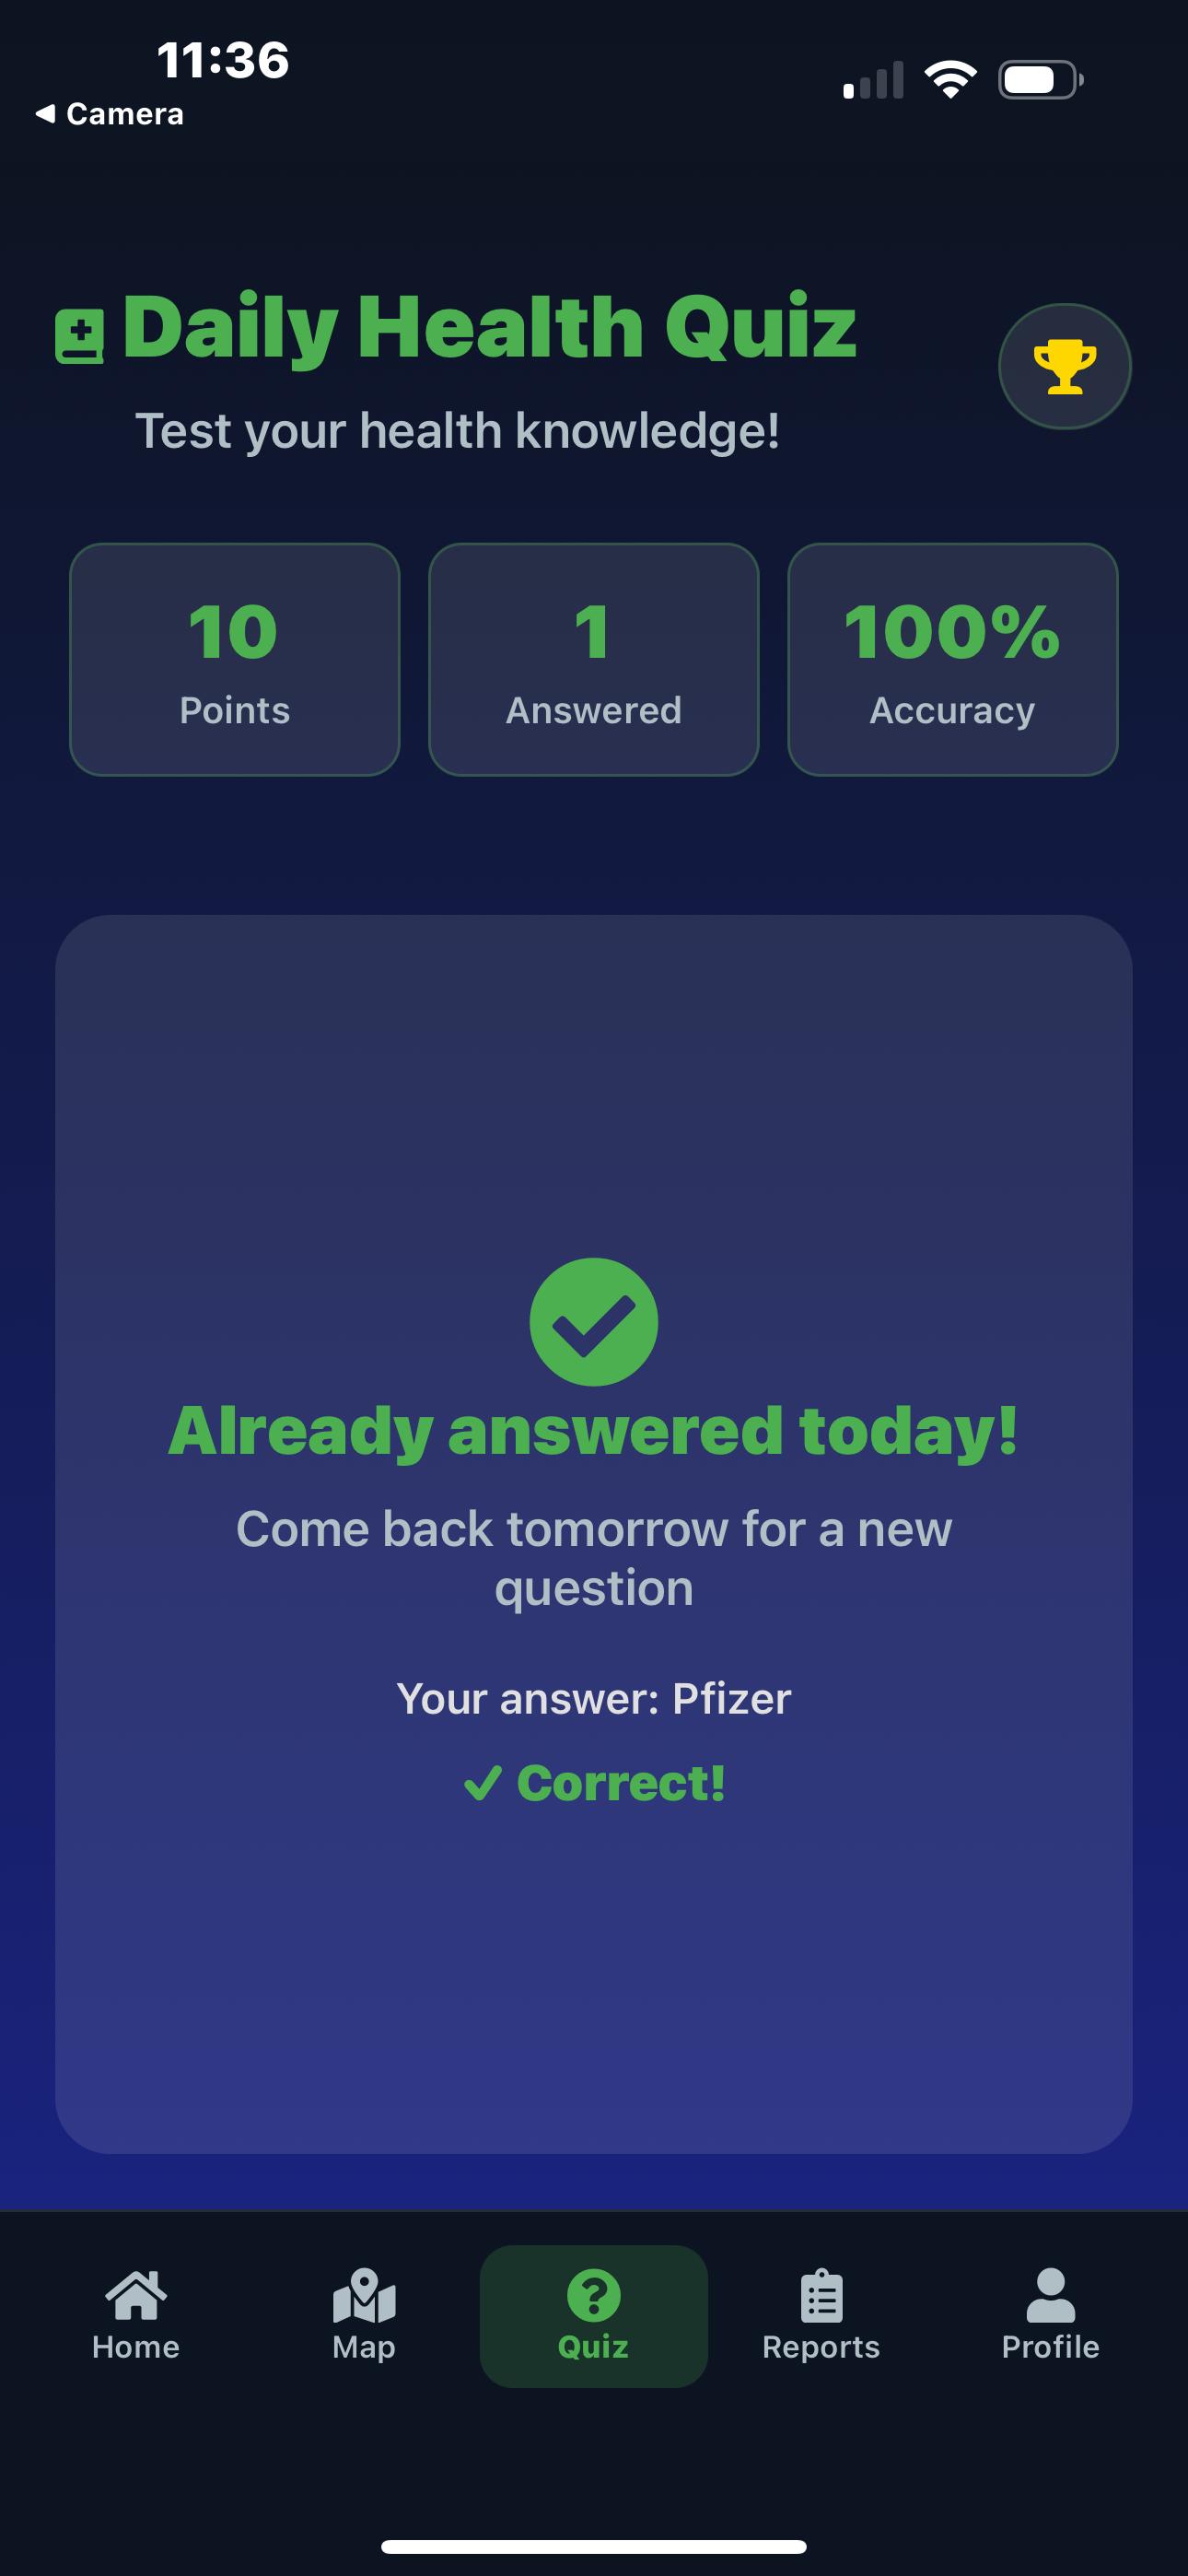 11:36
Camera
Daily Health Quiz
Test your health knowledge!
10
Points
1
Answered
100%
Accuracy
Already answered today!
Come back tomorrow for a new
question
Your answer: Pfizer
Correct!
Home
Map
Quiz
Reports
Profile